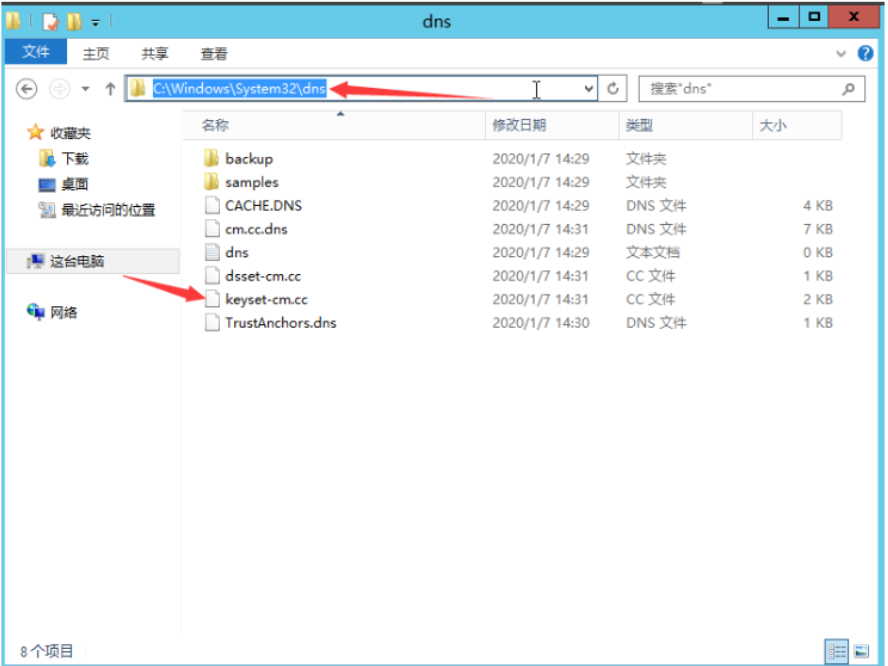 dns
文件 主页 共享 查看
C:\Windows\System32\dns 搜索"dns"
收藏夹
下载
桌面
最近访问的位置
这台电脑
网络
名称 修改日期 类型 大小
backup 2020/1/7 14:29 文件夹
samples 2020/1/7 14:29 文件夹
CACHE.DNS 2020/1/7 14:29 DNS 文件 4 KB
cm.cc.dns 2020/1/7 14:31 DNS 文件 7 KB
dns 2020/1/7 14:29 文本文档 0 KB
dsset-cm.cc 2020/1/7 14:31 CC 文件 1 KB
keyset-cm.cc 2020/1/7 14:31 CC 文件 2 KB
TrustAnchors.dns 2020/1/7 14:30 DNS 文件 1 KB
8 个项目